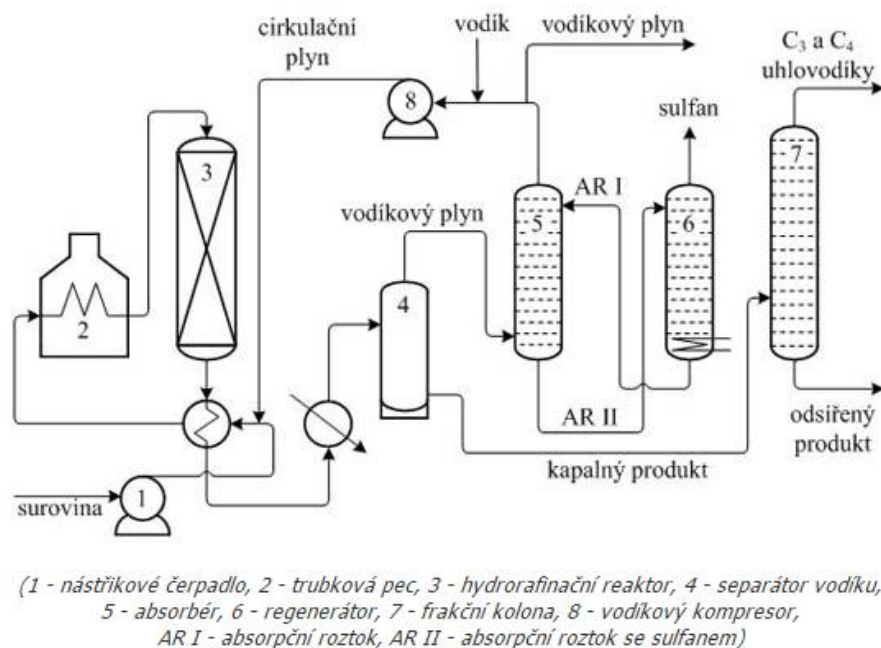 cirkulační
plyn
vodík
vodíkový plyn
C₃ a C₄
uhlovodíky
8
sulfan
3
7
AR I
vodíkový plyn
5
6
2
4
AR II
odsířený
produkt
kapalný produkt
surovina
1
(1 - nástřikové čerpadlo, 2 - trubková pec, 3 - hydrorafinační reaktor, 4 - separátor vodíku,
5 - absorbér, 6 - regenerátor, 7 - frakční kolona, 8 - vodíkový kompresor,
AR I - absorpční roztok, AR II - absorpční roztok se sulfanem)